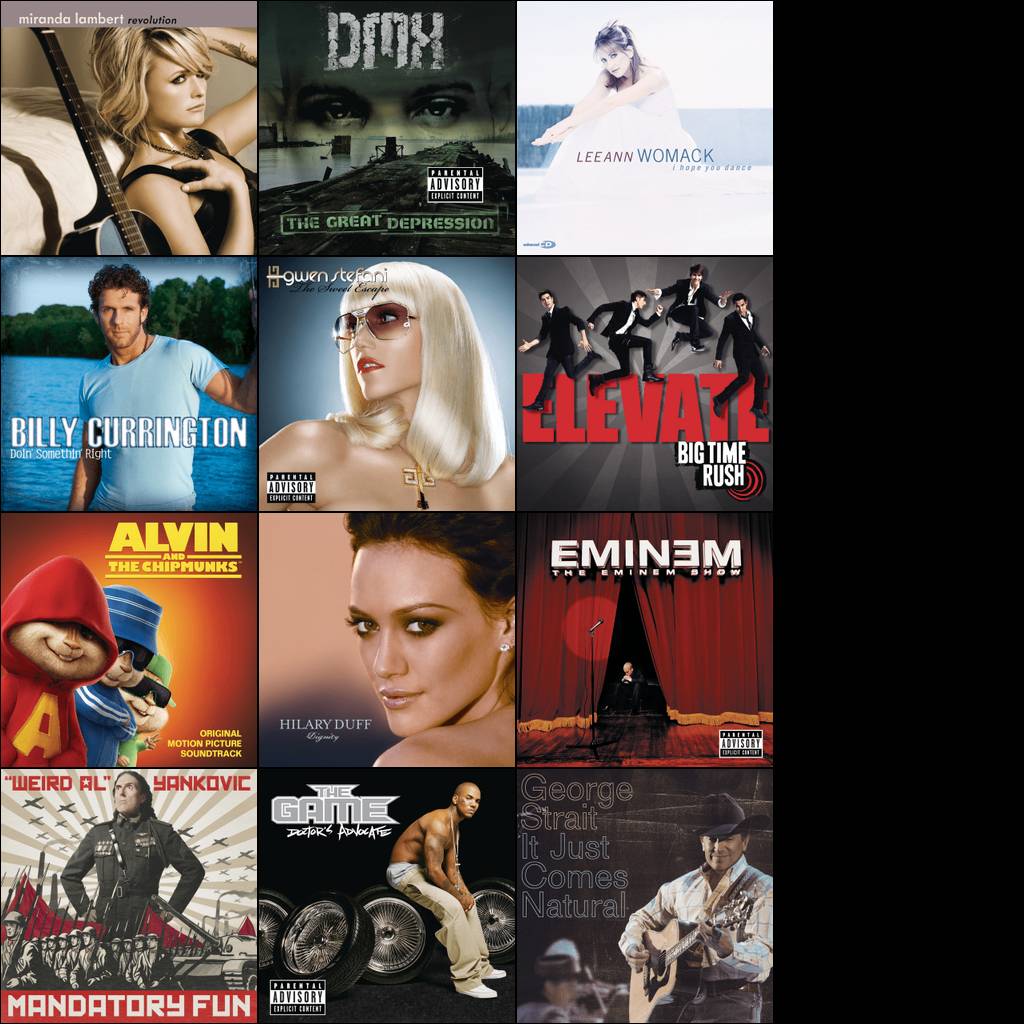 miranda lambert revolution
DMX
PARENTAL
ADVISORY
EXPLICIT CONTENT
THE GREAT DEPRESSION
LEE ANN WOMACK
i hope you dance
BILLY CURRINGTON
Doin' Somethin' Right
gwen stefani
The Sweet Escape
PARENTAL
ADVISORY
EXPLICIT CONTENT
ELEVATE
BIG TIME
RUSH
ALVIN
AND
THE CHIPMUNKS
A
ORIGINAL
MOTION PICTURE
SOUNDTRACK
HILARY DUFF
Dignity
EMINEM
THE EMINEM SHOW
PARENTAL
ADVISORY
EXPLICIT CONTENT
"WEIRD AL" YANKOVIC
MANDATORY FUN
THE
GAME
DOCTOR'S ADVOCATE
PARENTAL
ADVISORY
EXPLICIT CONTENT
George
Strait
It Just
Comes
Natural